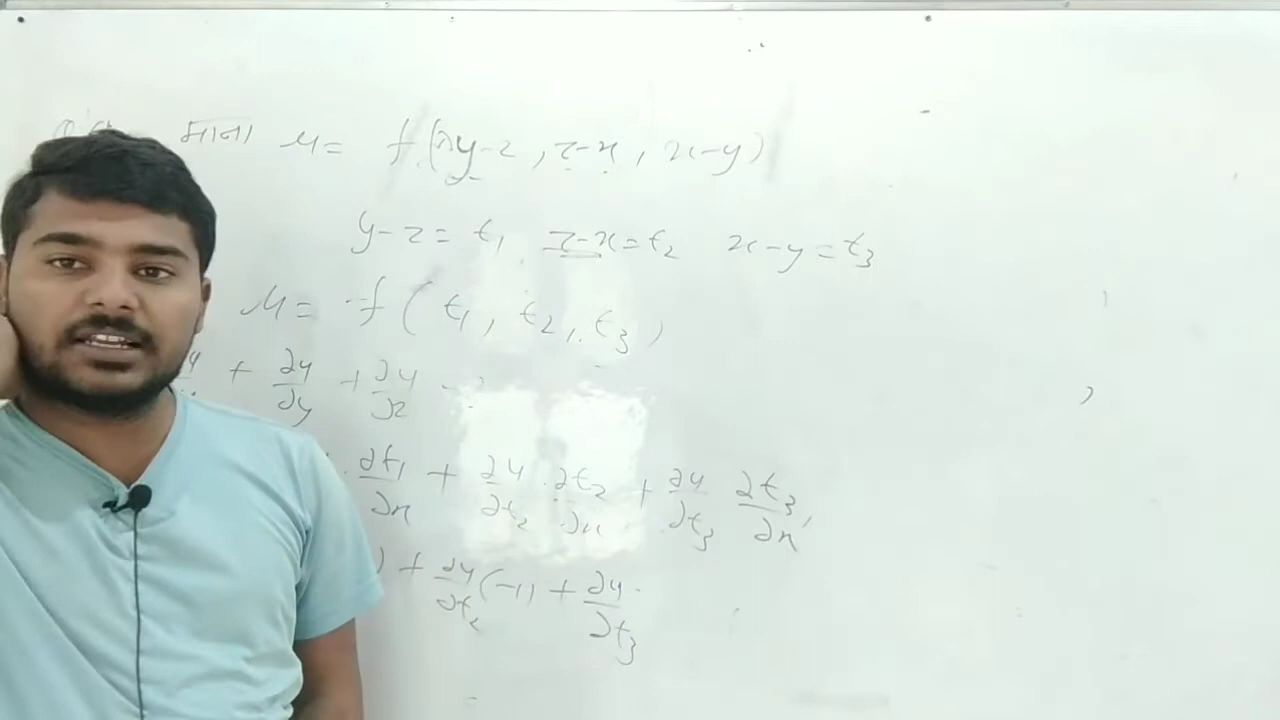 माना u= f(y-z, z-x, x-y)
y-z= t₁ z-x=t₂ x-y=t₃
u= f( t₁, t₂, t₃)
+ ∂u/∂y + ∂u/∂z
. ∂t₁/∂x + ∂u/∂t₂ . ∂t₂/∂x + ∂u/∂t₃ ∂t₃/∂x
) + ∂u/∂t₂ (-1) + ∂u/∂t₃ .